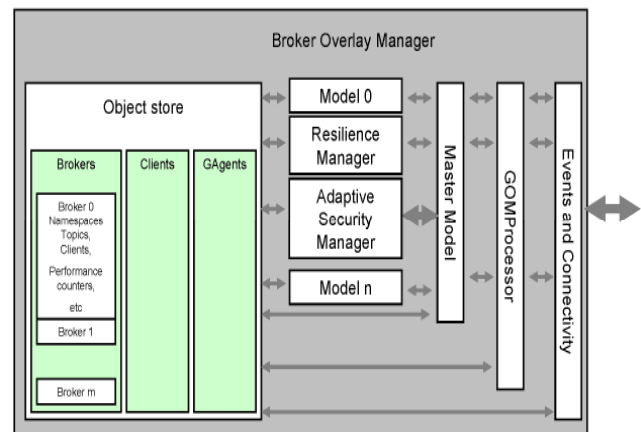 Broker Overlay Manager
Object store
Brokers
Clients
GAgents
Broker 0
Namespaces
Topics,
Clients,
Performance
counters,
etc
Broker 1
Broker m
Model 0
Resilience
Manager
Adaptive
Security
Manager
Model n
Master Model
GOMProcessor
Events and Connectivity